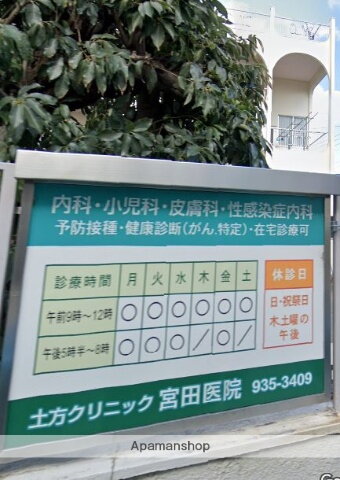 内科・小児科・皮膚科・性感染症内科
予防接種・健康診断(がん,特定)・在宅診療可
診療時間 月 火 水 木 金 土
午前9時〜12時 ○ ○ ○ ○ ○ ○
午後5時半〜8時 ○ ○ ○ / ○ /
休診日
日・祝祭日
木土曜の
午後
土方クリニック 宮田医院 935-3409
Apamanshop